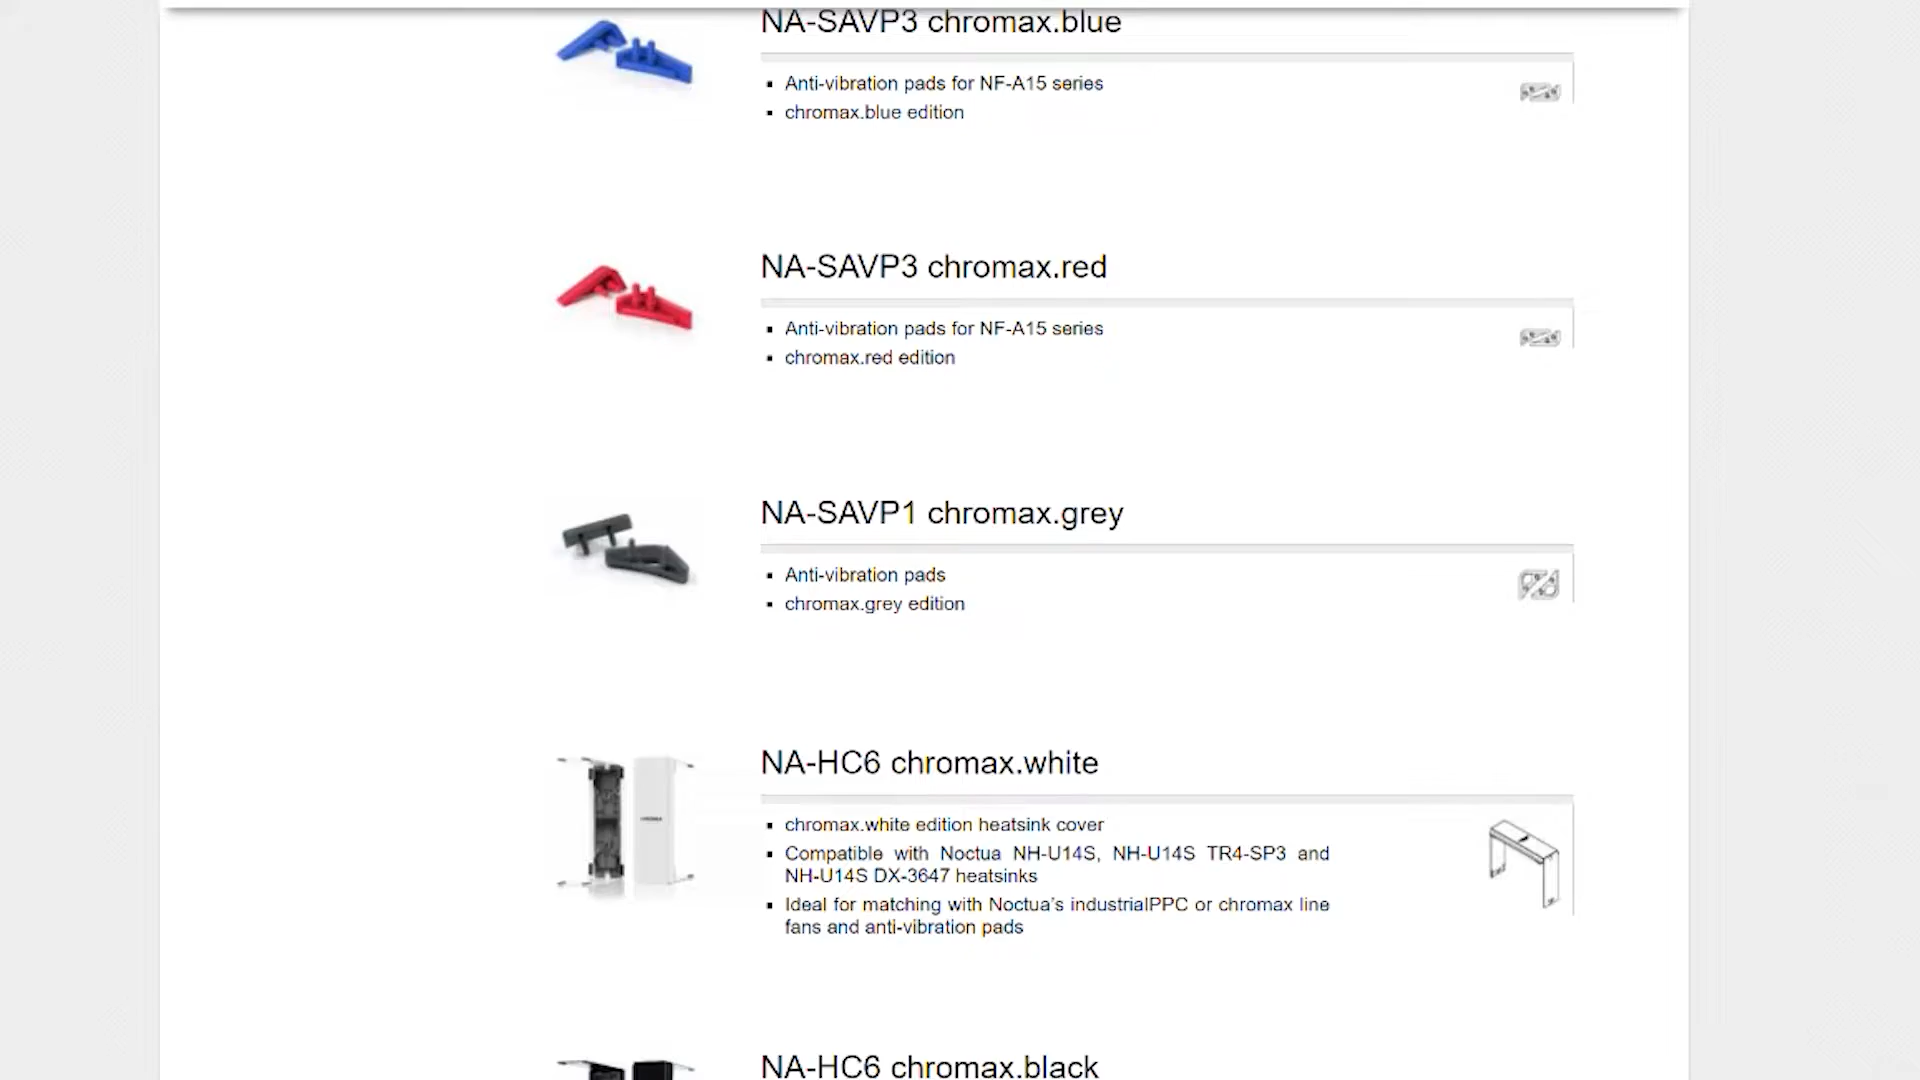 NA-SAVP3 chromax.blue
Anti-vibration pads for NF-A15 series
chromax.blue edition
NA-SAVP3 chromax.red
Anti-vibration pads for NF-A15 series
chromax.red edition
NA-SAVP1 chromax.grey
Anti-vibration pads
chromax.grey edition
NA-HC6 chromax.white
chromax.white edition heatsink cover
Compatible with Noctua NH-U14S, NH-U14S TR4-SP3 and
NH-U14S DX-3647 heatsinks
Ideal for matching with Noctua’s industrialPPC or chromax line
fans and anti-vibration pads
NA-HC6 chromax.black